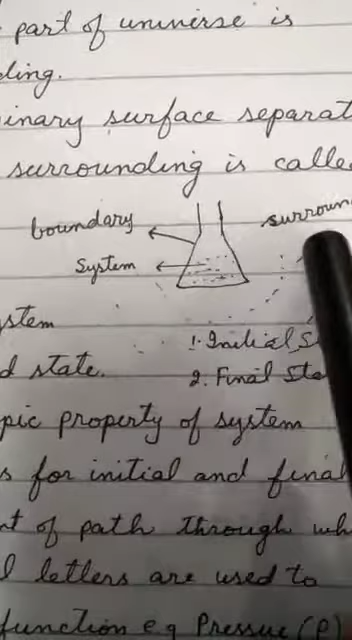 part of universe is
ding.
inary surface separat
surrounding is calle
boundary
surroun
System
stem
1. Initial S
d state.
2. Final Sta
pic property of system
s for initial and final
nt of path through wh
l letters are used to
function e.g Pressure (P)